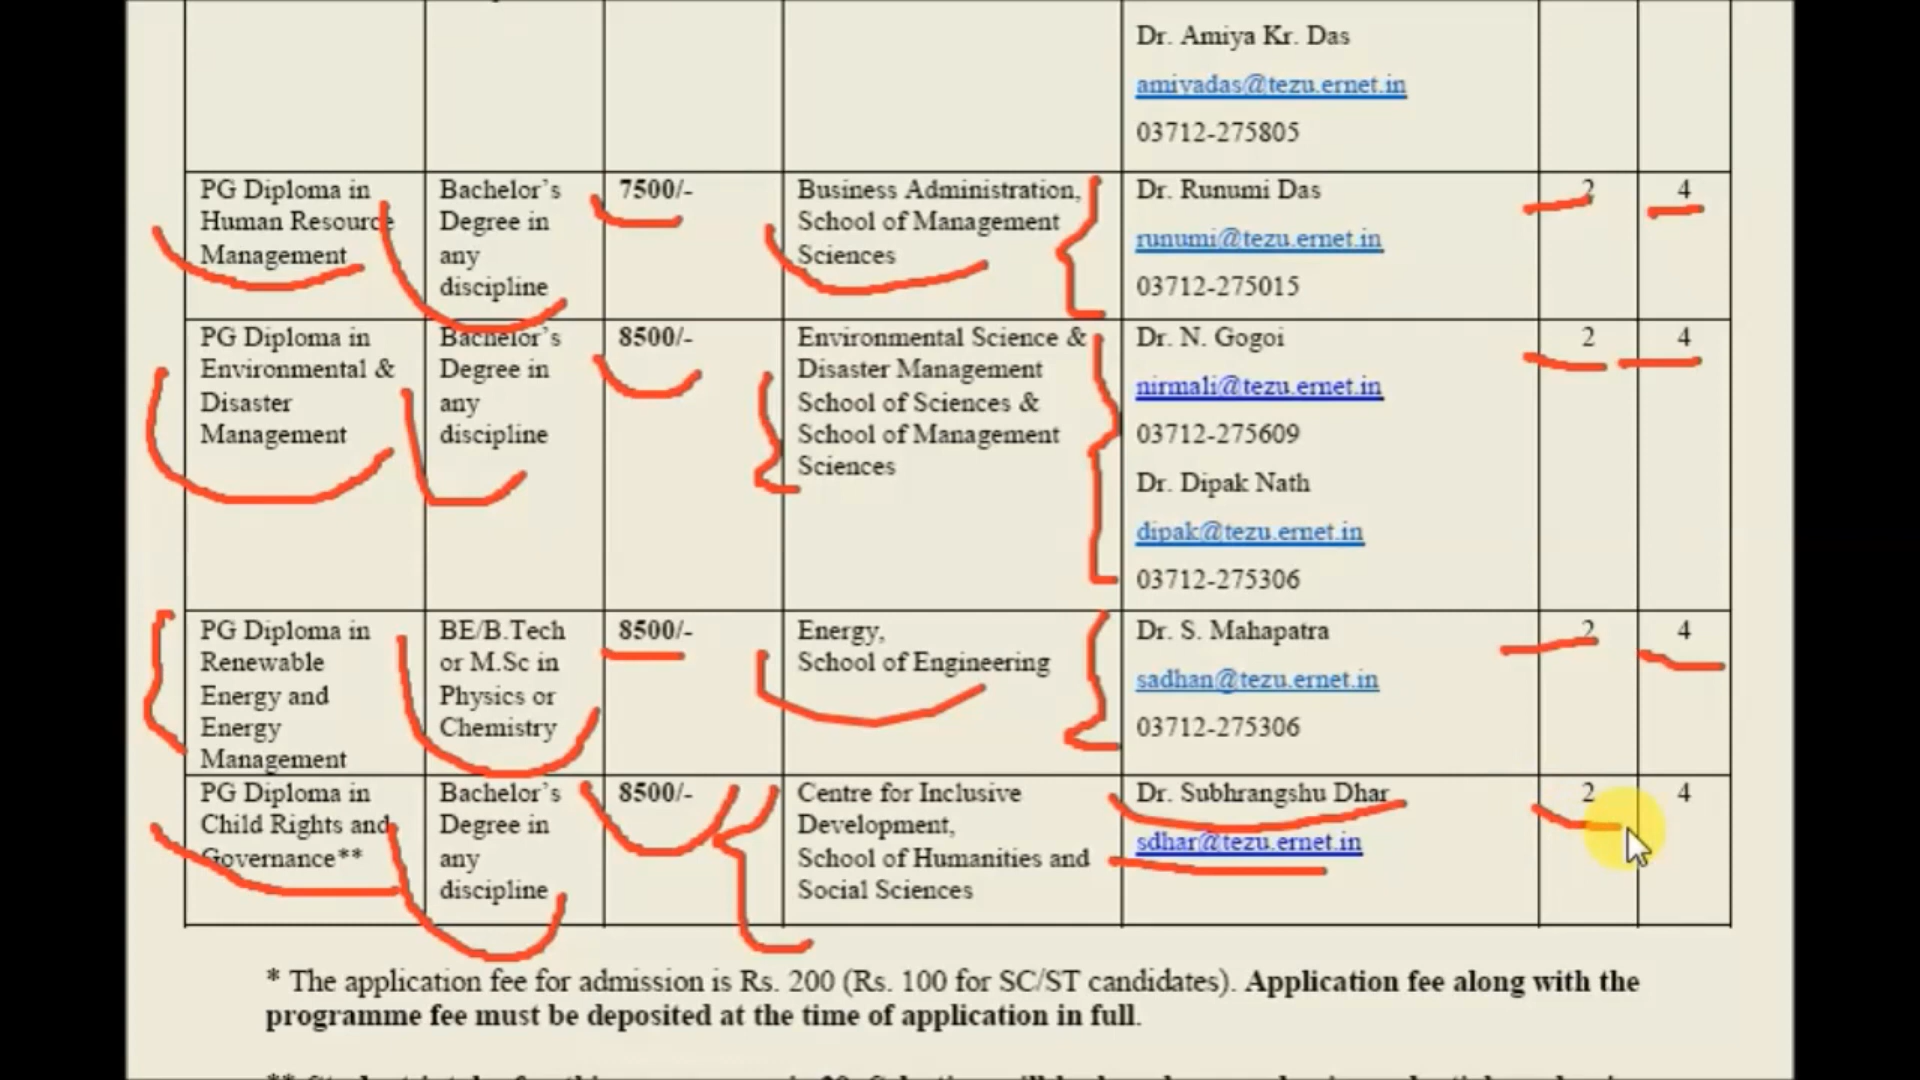 Dr. Amiya Kr. Das
amiyadas@tezu.ernet.in
03712-275805
PG Diploma in
Human Resource
Management
Bachelor’s
Degree in
any
discipline
7500/-
Business Administration,
School of Management
Sciences
Dr. Runumi Das
runumi@tezu.ernet.in
03712-275015
2
4
PG Diploma in
Environmental &
Disaster
Management
Bachelor’s
Degree in
any
discipline
8500/-
Environmental Science &
Disaster Management
School of Sciences &
School of Management
Sciences
Dr. N. Gogoi
nirmali@tezu.ernet.in
03712-275609
Dr. Dipak Nath
dipak@tezu.ernet.in
03712-275306
2
4
PG Diploma in
Renewable
Energy and
Energy
Management
BE/B.Tech
or M.Sc in
Physics or
Chemistry
8500/-
Energy,
School of Engineering
Dr. S. Mahapatra
sadhan@tezu.ernet.in
03712-275306
2
4
PG Diploma in
Child Rights and
Governance**
Bachelor’s
Degree in
any
discipline
8500/-
Centre for Inclusive
Development,
School of Humanities and
Social Sciences
Dr. Subhrangshu Dhar
sdhar@tezu.ernet.in
2
4
* The application fee for admission is Rs. 200 (Rs. 100 for SC/ST candidates). Application fee along with the
programme fee must be deposited at the time of application in full.